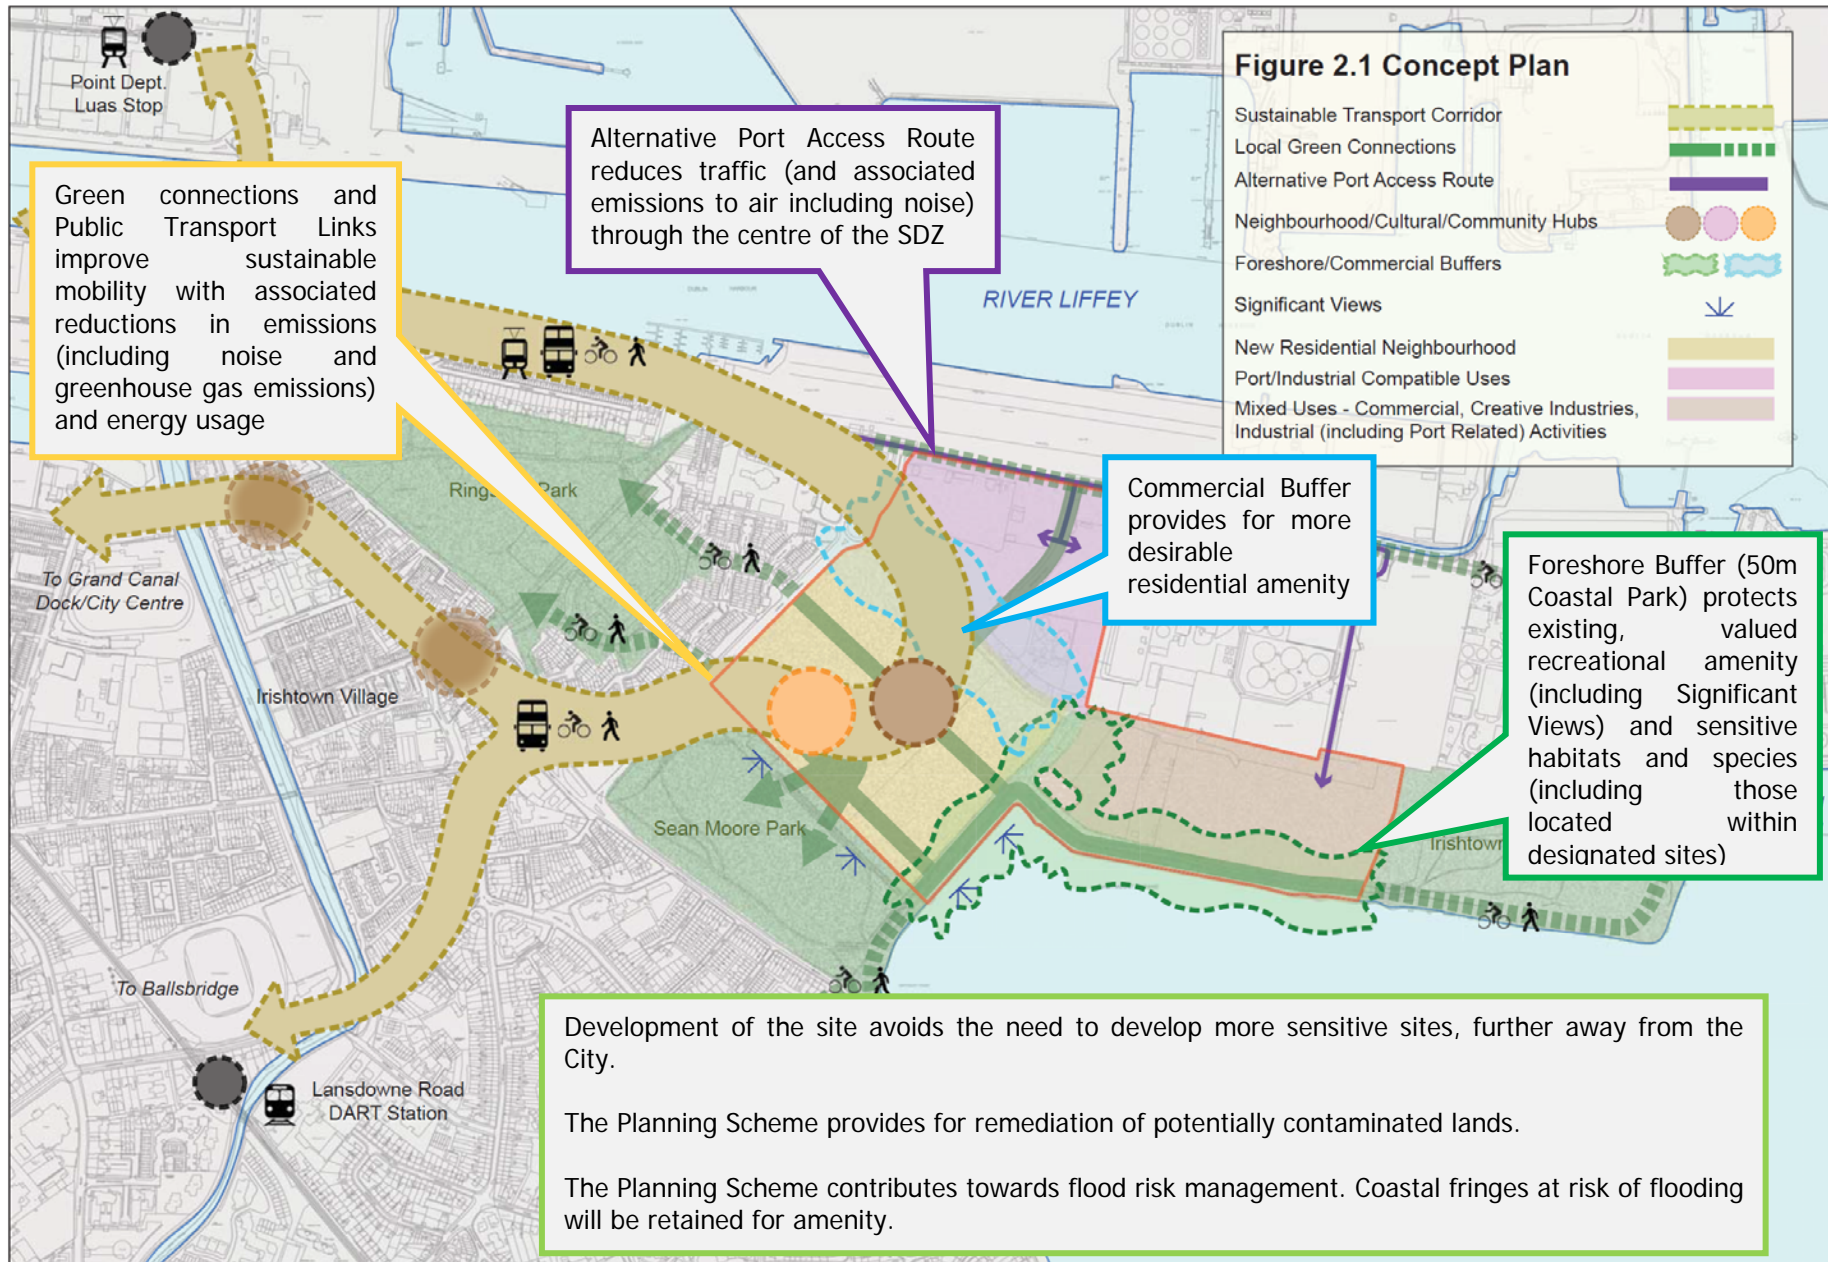 Figure 2.1 Concept Plan
Sustainable Transport Corridor
Local Green Connections
Alternative Port Access Route
Neighbourhood/Cultural/Community Hubs
Foreshore/Commercial Buffers
Significant Views
New Residential Neighbourhood
Port/Industrial Compatible Uses
Mixed Uses - Commercial, Creative Industries,
Industrial (including Port Related) Activities
Point Dept.
Luas Stop
Alternative Port Access Route
reduces traffic (and associated
emissions to air including noise)
through the centre of the SDZ
Green connections and
Public Transport Links
improve sustainable
mobility with associated
reductions in emissions
(including noise and
greenhouse gas emissions)
and energy usage
RIVER LIFFEY
Commercial Buffer
provides for more
desirable
residential amenity
Foreshore Buffer (50m
Coastal Park) protects
existing, valued
recreational amenity
(including Significant
Views) and sensitive
habitats and species
(including those
located within
designated sites)
Park
To Grand Canal
Dock/City Centre
Irishtown Village
Sean Moore Park
Irishtown
To Ballsbridge
Lansdowne Road
DART Station
Development of the site avoids the need to develop more sensitive sites, further away from the
City.
The Planning Scheme provides for remediation of potentially contaminated lands.
The Planning Scheme contributes towards flood risk management. Coastal fringes at risk of flooding
will be retained for amenity.